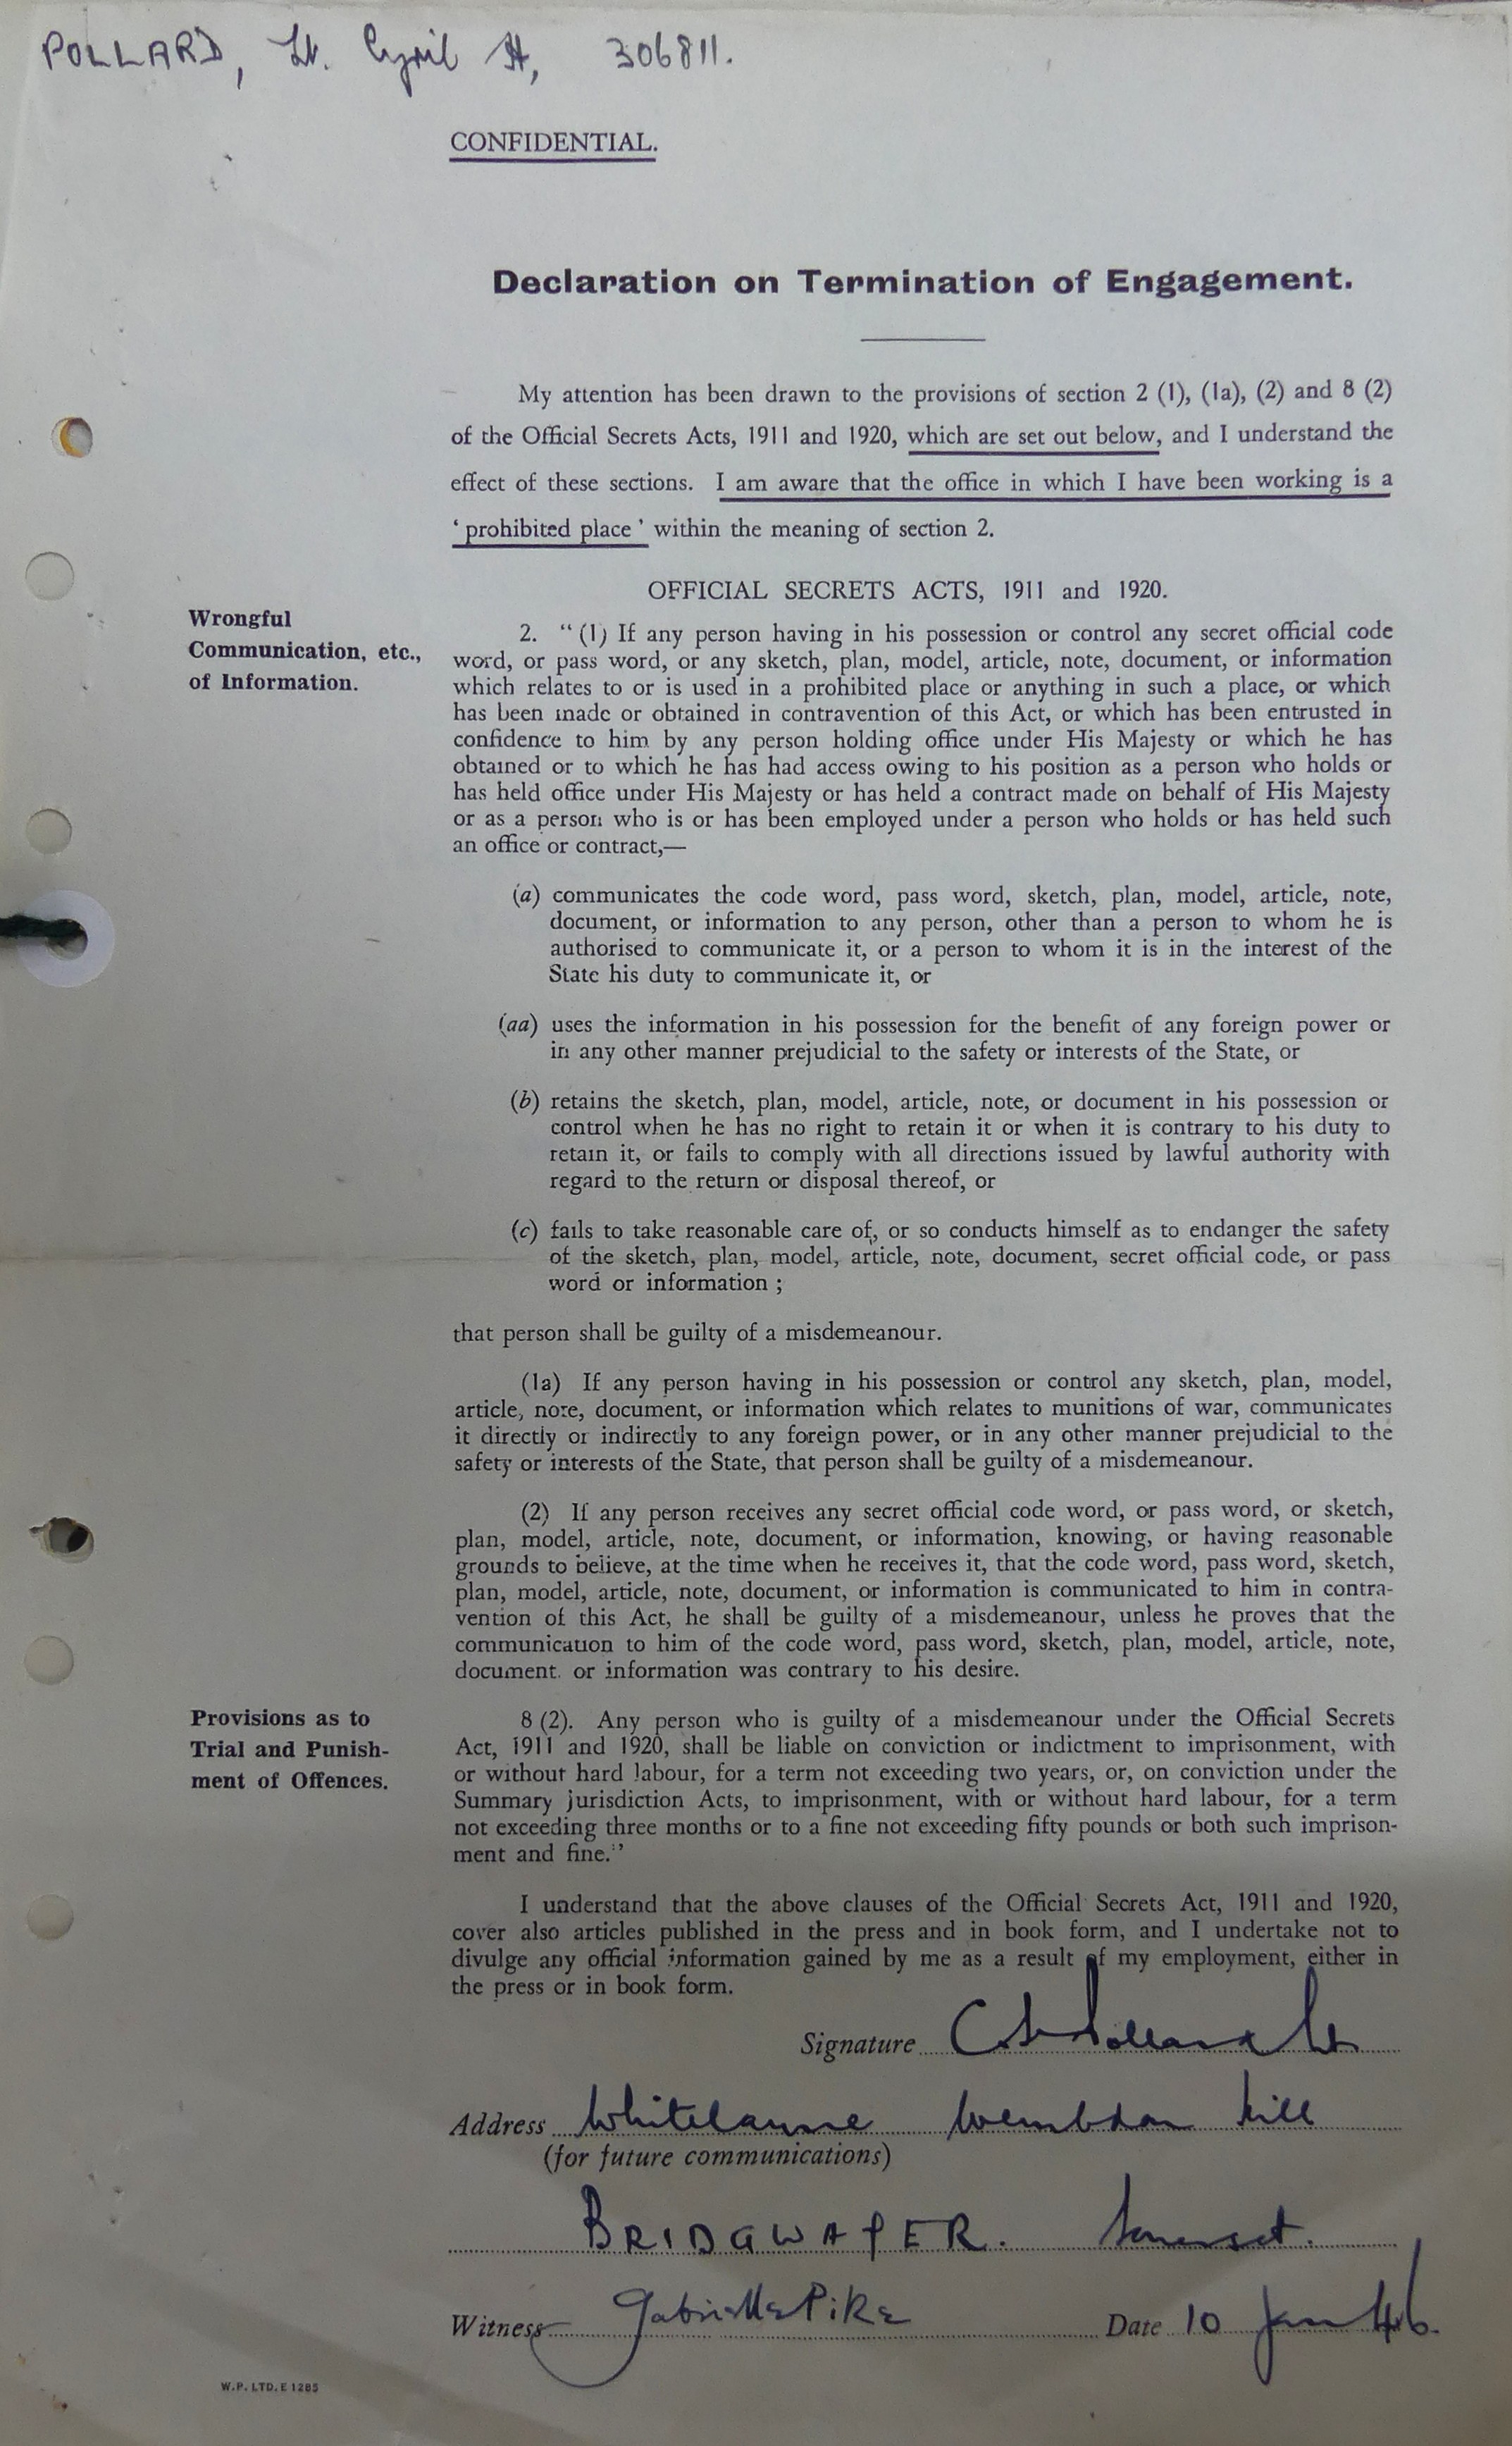 POLLARD, Lt. Cyril H, 306811.
CONFIDENTIAL.
Declaration on Termination of Engagement.
My attention has been drawn to the provisions of section 2 (1), (1a), (2) and 8 (2)
of the Official Secrets Acts, 1911 and 1920, which are set out below, and I understand the
effect of these sections. I am aware that the office in which I have been working is a
‘ prohibited place ’ within the meaning of section 2.
OFFICIAL SECRETS ACTS, 1911 and 1920.
Wrongful
Communication, etc.,
of Information.
2. “ (1) If any person having in his possession or control any secret official code
word, or pass word, or any sketch, plan, model, article, note, document, or information
which relates to or is used in a prohibited place or anything in such a place, or which
has been made or obtained in contravention of this Act, or which has been entrusted in
confidence to him by any person holding office under His Majesty or which he has
obtained or to which he has had access owing to his position as a person who holds or
has held office under His Majesty or has held a contract made on behalf of His Majesty
or as a person who is or has been employed under a person who holds or has held such
an office or contract,—
(a) communicates the code word, pass word, sketch, plan, model, article, note,
document, or information to any person, other than a person to whom he is
authorised to communicate it, or a person to whom it is in the interest of the
State his duty to communicate it, or
(aa) uses the information in his possession for the benefit of any foreign power or
in any other manner prejudicial to the safety or interests of the State, or
(b) retains the sketch, plan, model, article, note, or document in his possession or
control when he has no right to retain it or when it is contrary to his duty to
retain it, or fails to comply with all directions issued by lawful authority with
regard to the return or disposal thereof, or
(c) fails to take reasonable care of, or so conducts himself as to endanger the safety
of the sketch, plan, model, article, note, document, secret official code, or pass
word or information ;
that person shall be guilty of a misdemeanour.
(1a) If any person having in his possession or control any sketch, plan, model,
article, note, document, or information which relates to munitions of war, communicates
it directly or indirectly to any foreign power, or in any other manner prejudicial to the
safety or interests of the State, that person shall be guilty of a misdemeanour.
(2) If any person receives any secret official code word, or pass word, or sketch,
plan, model, article, note, document, or information, knowing, or having reasonable
grounds to believe, at the time when he receives it, that the code word, pass word, sketch,
plan, model, article, note, document, or information is communicated to him in contra-
vention of this Act, he shall be guilty of a misdemeanour, unless he proves that the
communication to him of the code word, pass word, sketch, plan, model, article, note,
document. or information was contrary to his desire.
Provisions as to
Trial and Punish-
ment of Offences.
8 (2). Any person who is guilty of a misdemeanour under the Official Secrets
Act, 1911 and 1920, shall be liable on conviction or indictment to imprisonment, with
or without hard labour, for a term not exceeding two years, or, on conviction under the
Summary jurisdiction Acts, to imprisonment, with or without hard labour, for a term
not exceeding three months or to a fine not exceeding fifty pounds or both such imprison-
ment and fine.”
I understand that the above clauses of the Official Secrets Act, 1911 and 1920,
cover also articles published in the press and in book form, and I undertake not to
divulge any official information gained by me as a result of my employment, either in
the press or in book form.
Signature CHPollard Lt
Address Wembdon Hill
(for future communications)
BRIDGWATER. Somerset.
Witness Gabrielle Pike Date 10 Jan 46.
W.P. LTD. E 1285